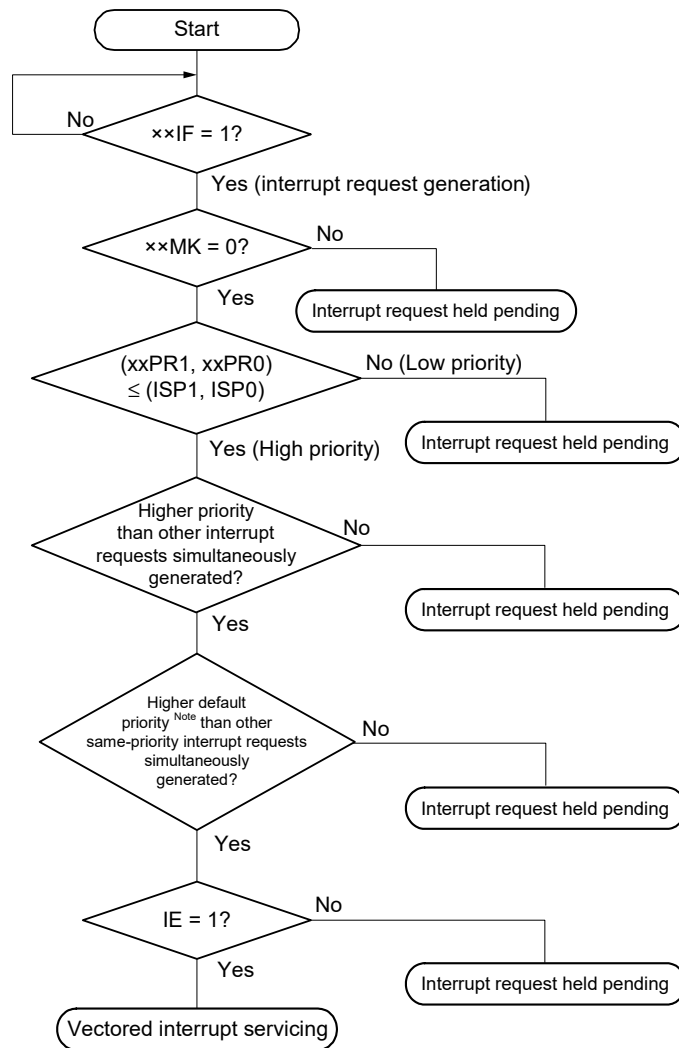 Start
No
××IF = 1?
Yes (interrupt request generation)
××MK = 0?
No
Yes
Interrupt request held pending
(xxPR1, xxPR0)
≤ (ISP1, ISP0)
No (Low priority)
Yes (High priority)
Interrupt request held pending
Higher priority
than other interrupt
requests simultaneously
generated?
No
Yes
Interrupt request held pending
Higher default
priority Note than other
same-priority interrupt requests
simultaneously
generated?
No
Yes
Interrupt request held pending
IE = 1?
No
Yes
Interrupt request held pending
Vectored interrupt servicing